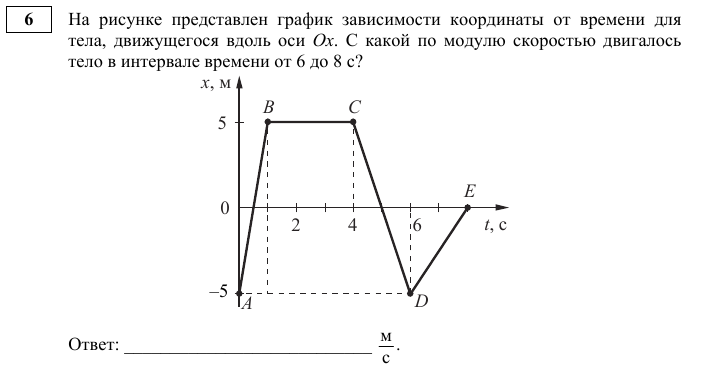 6
На рисунке представлен график зависимости координаты от времени для
тела, движущегося вдоль оси Ox. С какой по модулю скоростью двигалось
тело в интервале времени от 6 до 8 с?
x, м
B
C
5
E
0
2
4
6
t, с
–5
A
D
Ответ: ____________________________ м/с.